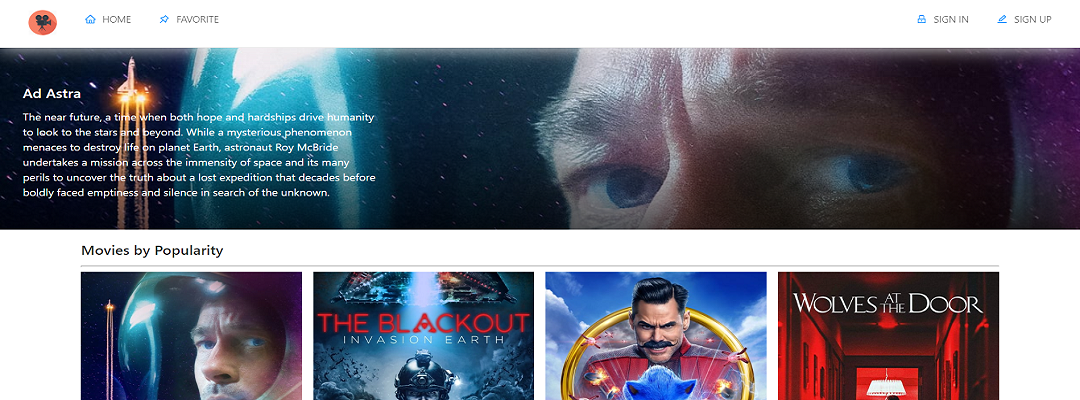 HOME
FAVORITE
SIGN IN
SIGN UP
Ad Astra
The near future, a time when both hope and hardships drive humanity
to look to the stars and beyond. While a mysterious phenomenon
menaces to destroy life on planet Earth, astronaut Roy McBride
undertakes a mission across the immensity of space and its many
perils to uncover the truth about a lost expedition that decades before
boldly faced emptiness and silence in search of the unknown.
Movies by Popularity
THE BLACKOUT
INVASION EARTH
WOLVES AT THE DOOR